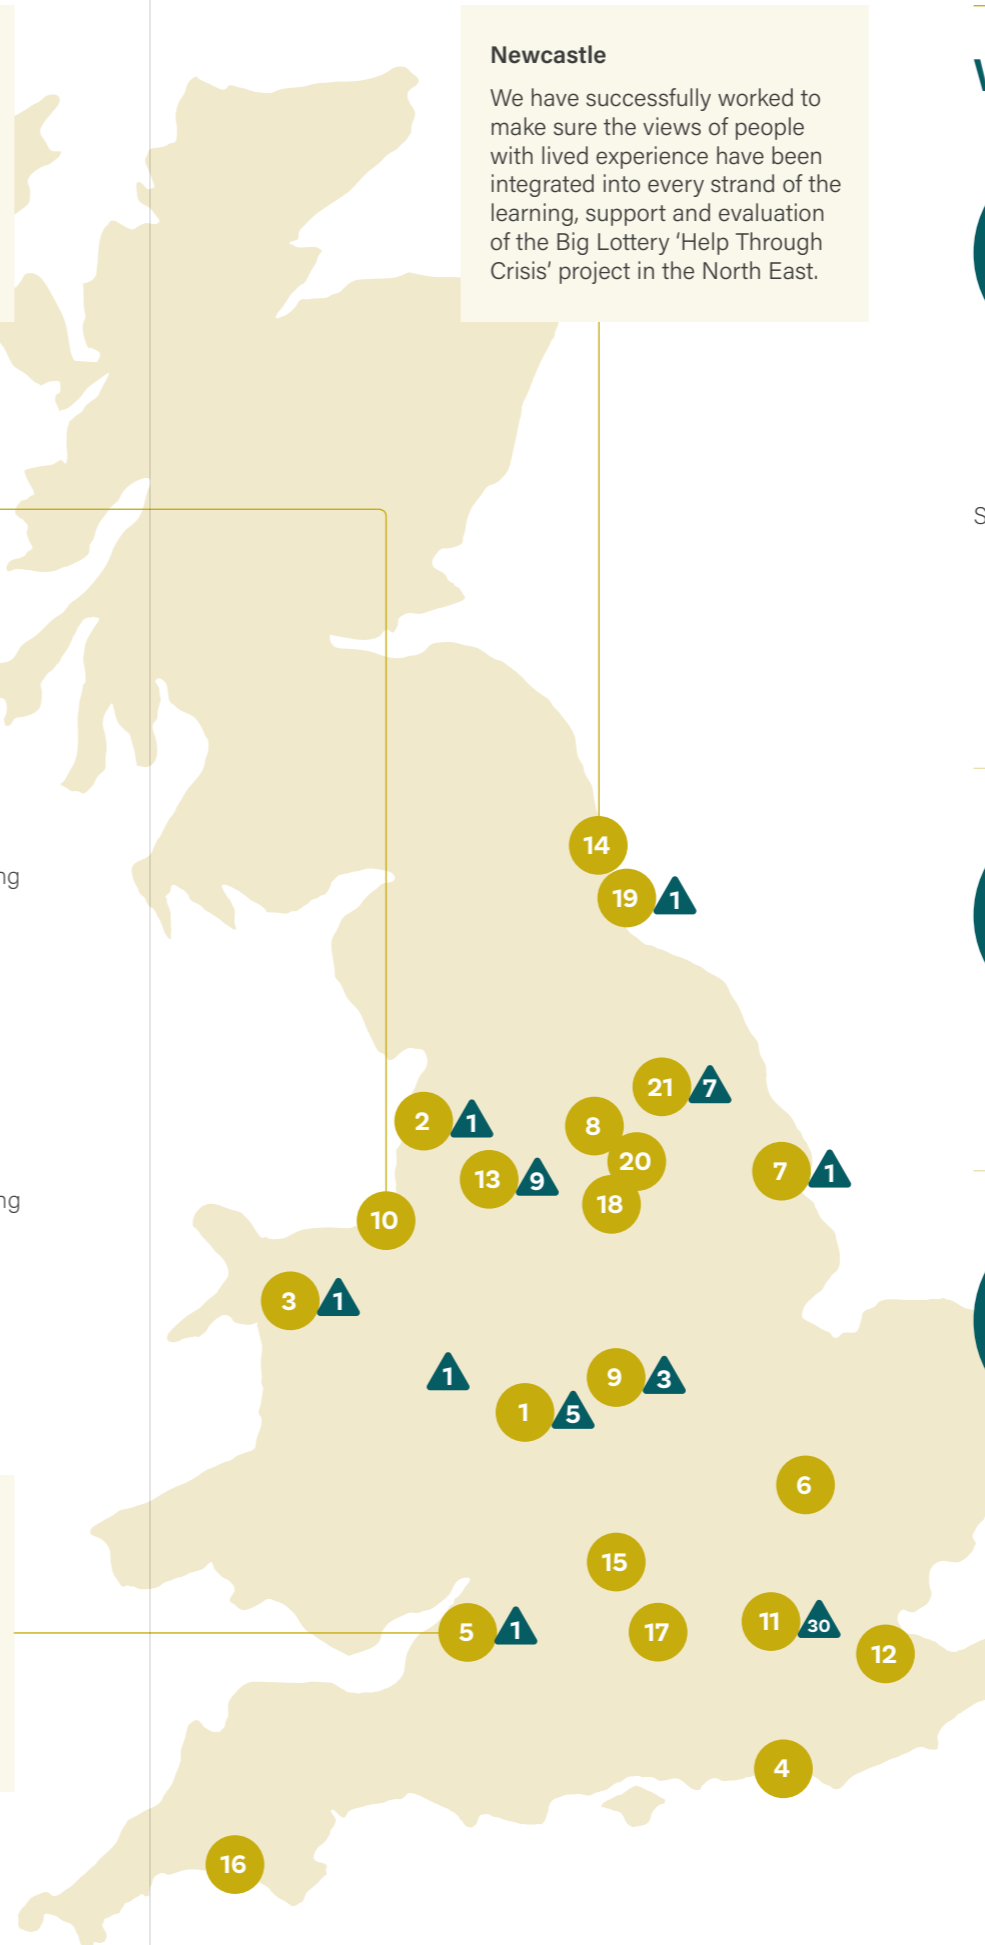 Newcastle
We have successfully worked to
make sure the views of people
with lived experience have been
integrated into every strand of the
learning, support and evaluation
of the Big Lottery ‘Help Through
Crisis’ project in the North East.
14
19 1
ng
21 7
2 1
8
20
7 1
13 9
18
ng
10
3 1
1
9 3
1 5
6
15
11 30
5 1
17
12
4
16